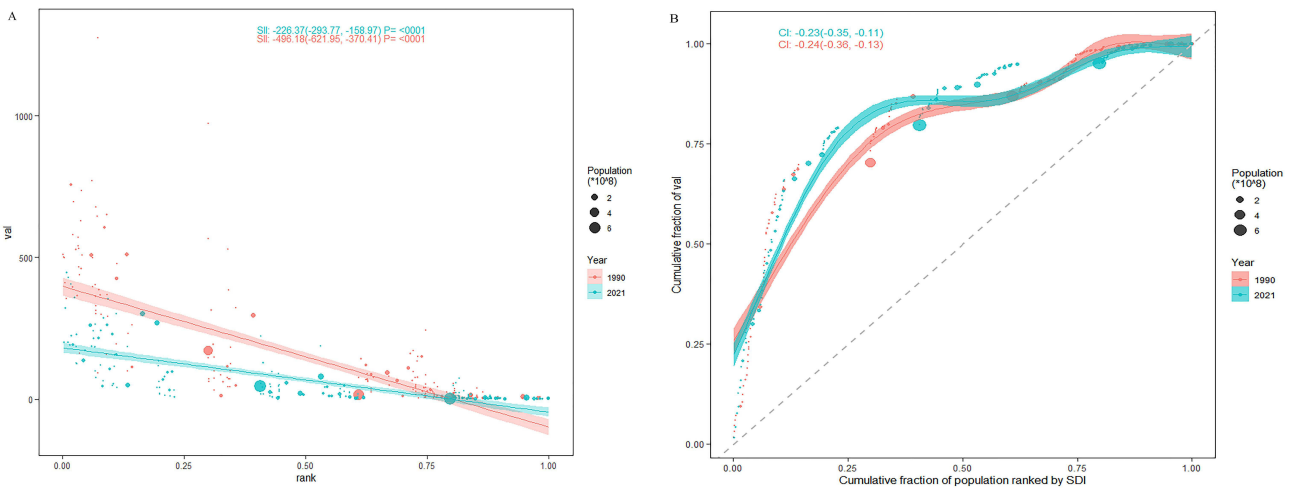 A
SII: -226.37(-293.77, -158.97) P= <0001
SII: -496.18(-621.95, -370.41) P= <0001
1000
500
0
val
0.00
0.25
0.50
0.75
1.00
rank
Population
(*10^8)
2
4
6
Year
1990
2021
B
CI: -0.23(-0.35, -0.11)
CI: -0.24(-0.36, -0.13)
1.00
0.75
0.50
0.25
0.00
Cumulative fraction of val
0.00
0.25
0.50
0.75
1.00
Cumulative fraction of population ranked by SDI
Population
(*10^8)
2
4
6
Year
1990
2021